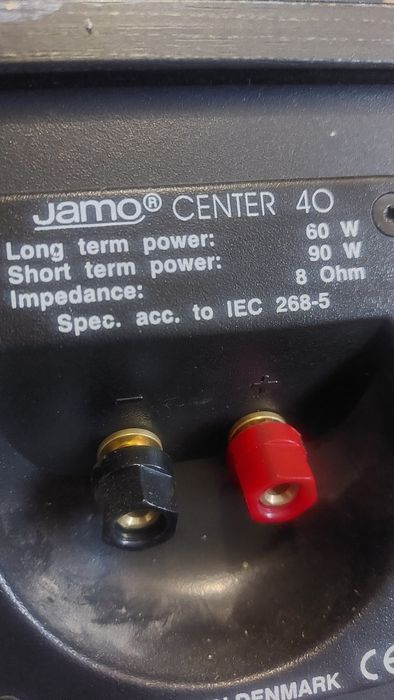 Jamo® CENTER 40
Long term power: 60 W
Short term power: 90 W
Impedance: 8 Ohm
Spec. acc. to IEC 268-5
- +
CE
DENMARK